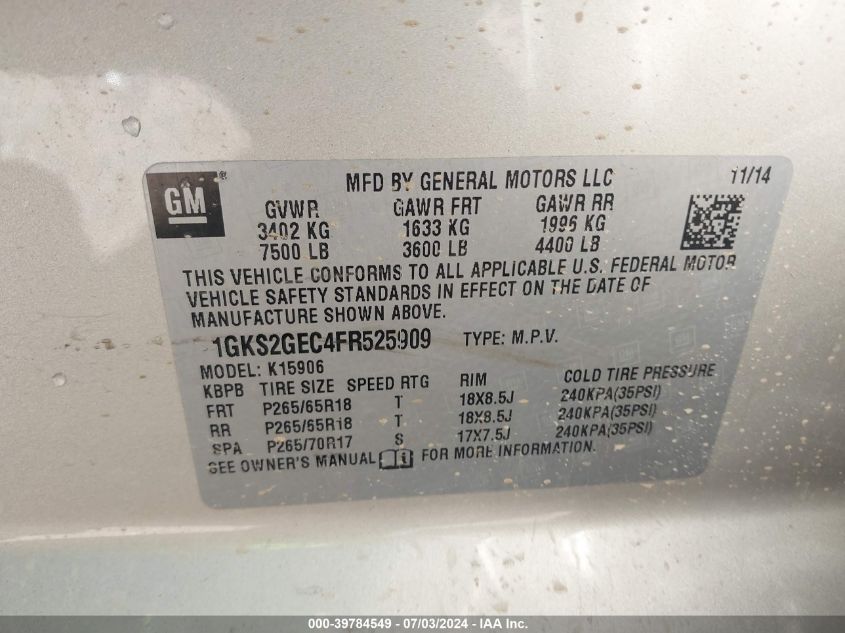 GM ®
MFD BY GENERAL MOTORS LLC 11/14
GVWR GAWR FRT GAWR RR
3402 KG 1633 KG 1996 KG
7500 LB 3600 LB 4400 LB
THIS VEHICLE CONFORMS TO ALL APPLICABLE U.S. FEDERAL MOTOR
VEHICLE SAFETY STANDARDS IN EFFECT ON THE DATE OF
MANUFACTURE SHOWN ABOVE.
1GKS2GEC4FR525909 TYPE: M.P.V.
MODEL: K15906
KBPB TIRE SIZE SPEED RTG RIM COLD TIRE PRESSURE
FRT P265/65R18 T 18X8.5J 240KPA(35PSI)
RR P265/65R18 T 18X8.5J 240KPA(35PSI)
SPA P265/70R17 S 17X7.5J 240KPA(35PSI)
SEE OWNER'S MANUAL FOR MORE INFORMATION.
000-39784549 / 07/03/2024 - IAA Inc.